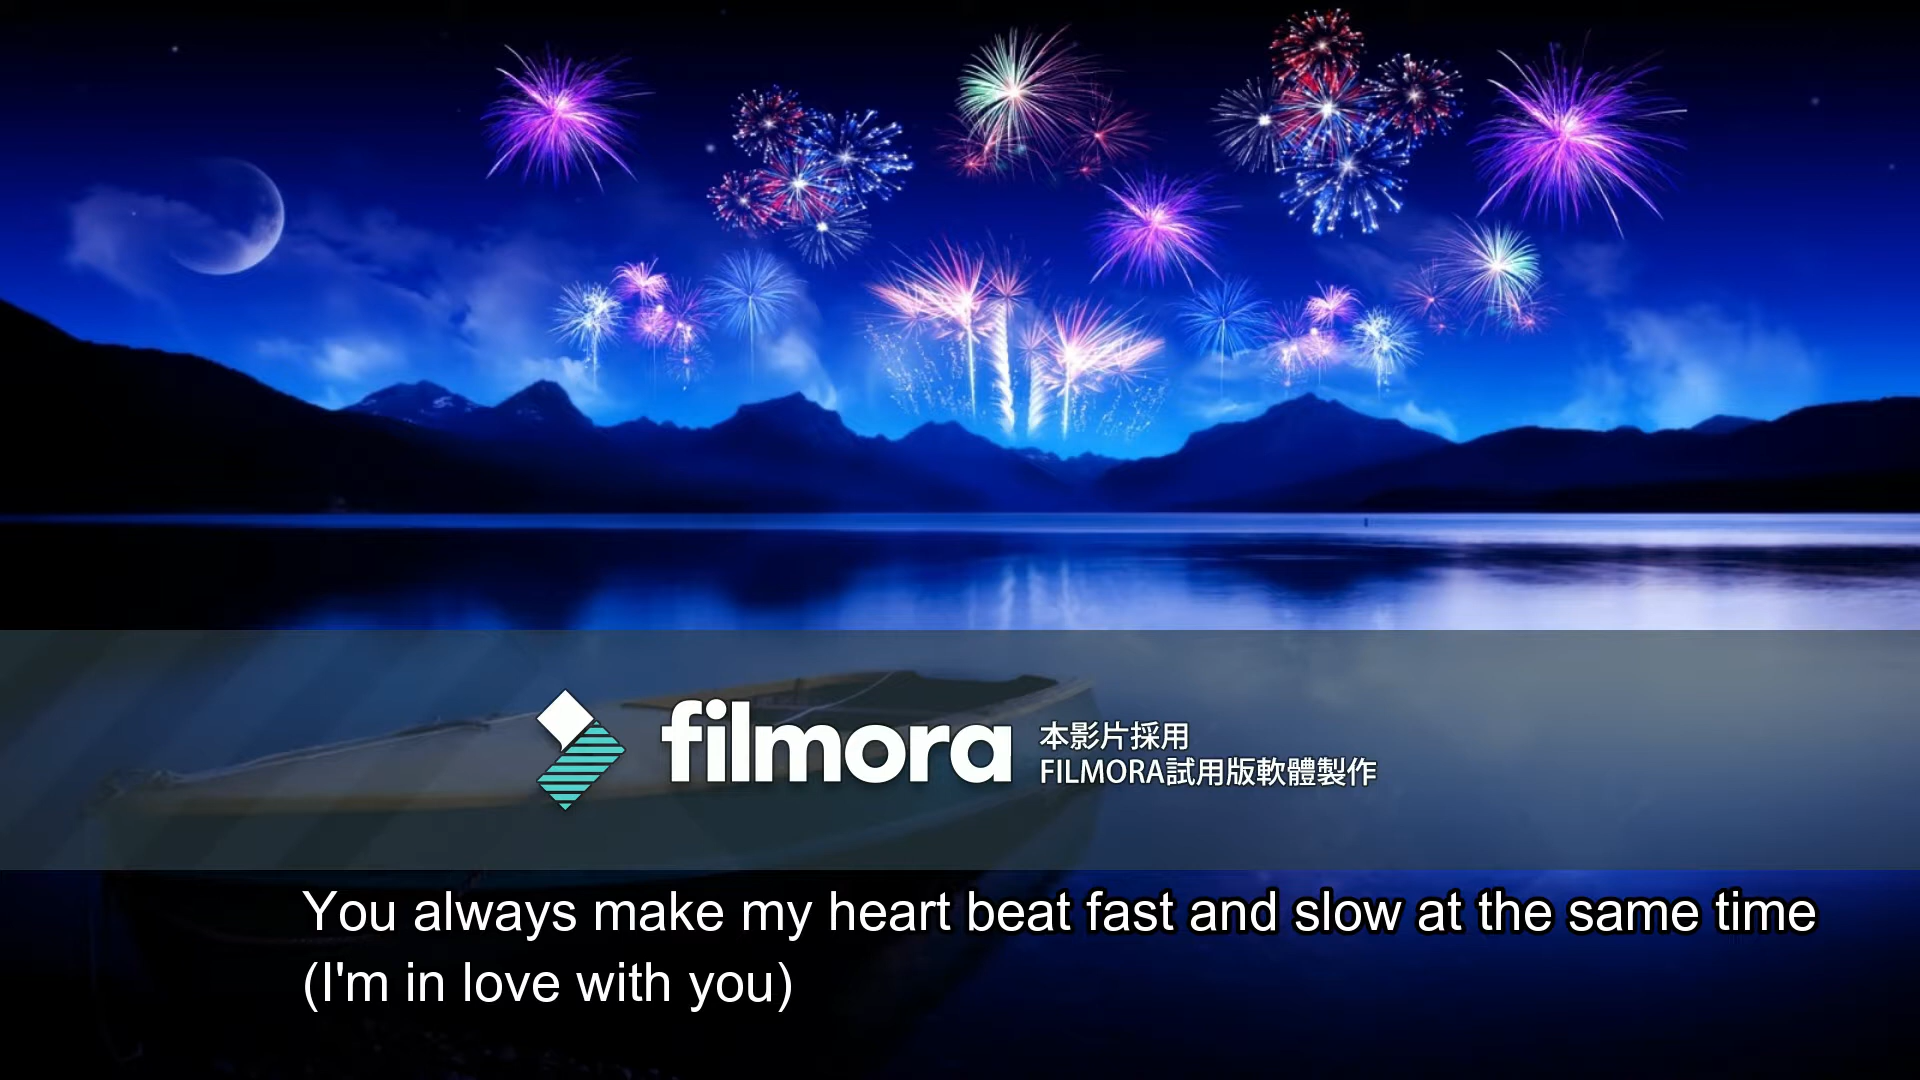 filmora
本影片採用
FILMORA試用版軟體製作
You always make my heart beat fast and slow at the same time
(I'm in love with you)